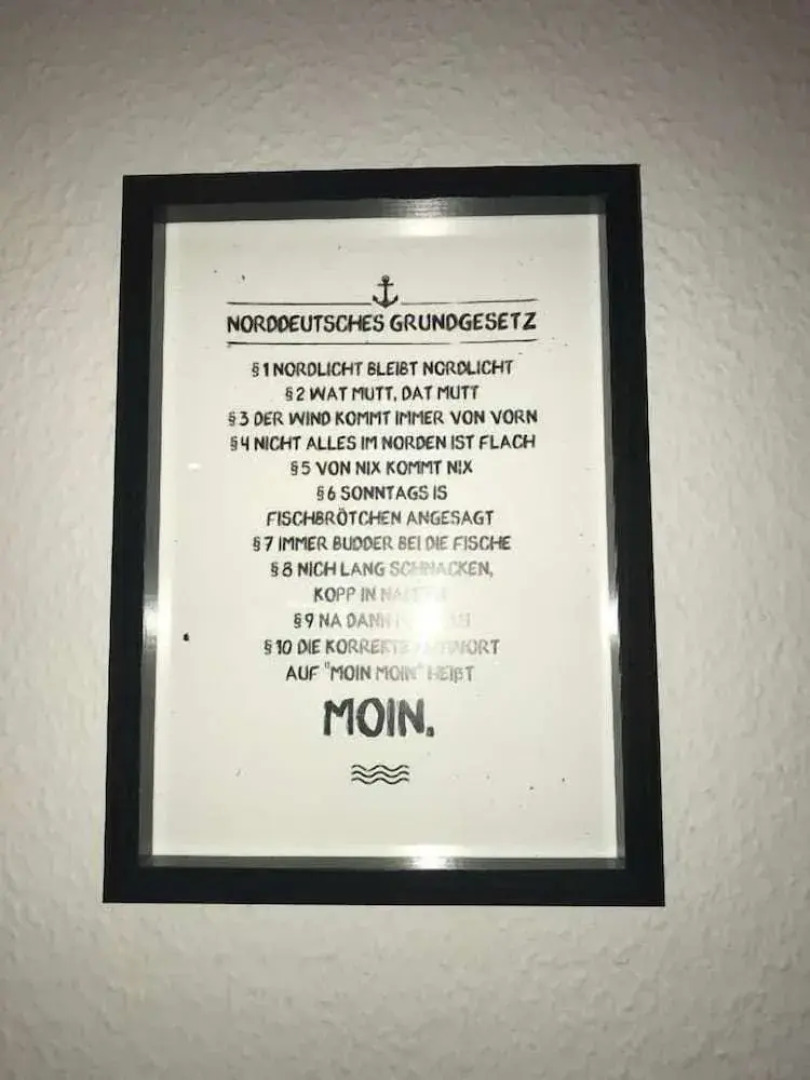 NORDDEUTSCHES GRUNDGESETZ
§1 NORDLICHT BLEIBT NORDLICHT
§2 WAT MUTT, DAT MUTT
§3 DER WIND KOMMT IMMER VON VORN
§4 NICHT ALLES IM NORDEN IST FLACH
§5 VON NIX KOMMT NIX
§6 SONNTAGS IS
FISCHBRÖTCHEN ANGESAGT
§7 IMMER BUDDER BEI DIE FISCHE
§8 NICH LANG SCHNACKEN,
KOPP IN
§9 NA DANN
§10 DIE KORREKTE ANTWORT
AUF "MOIN MOIN" HEIßT
MOIN.